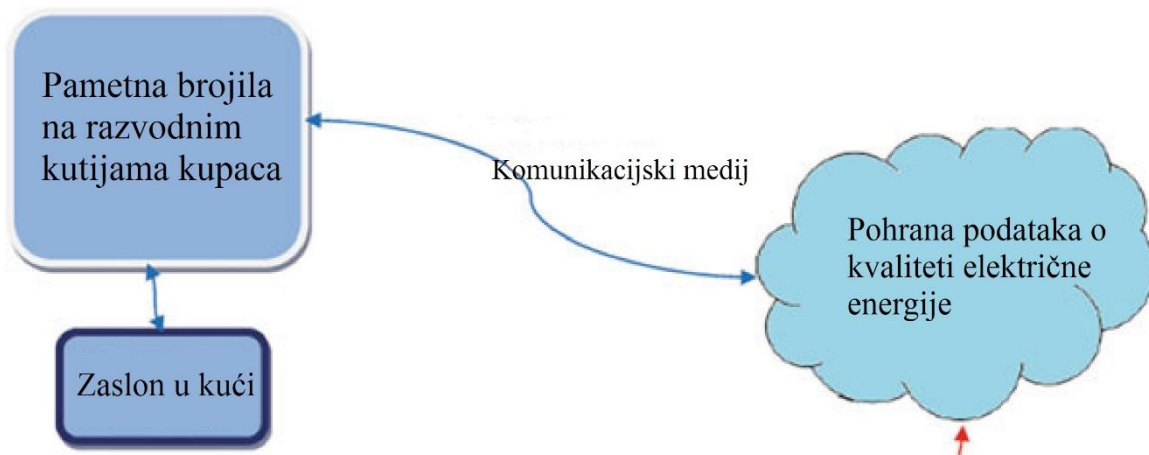 Pametna brojila
na razvodnim
kutijama kupaca
Komunikacijski medij
Pohrana podataka o
kvaliteti električne
energije
Zaslon u kući